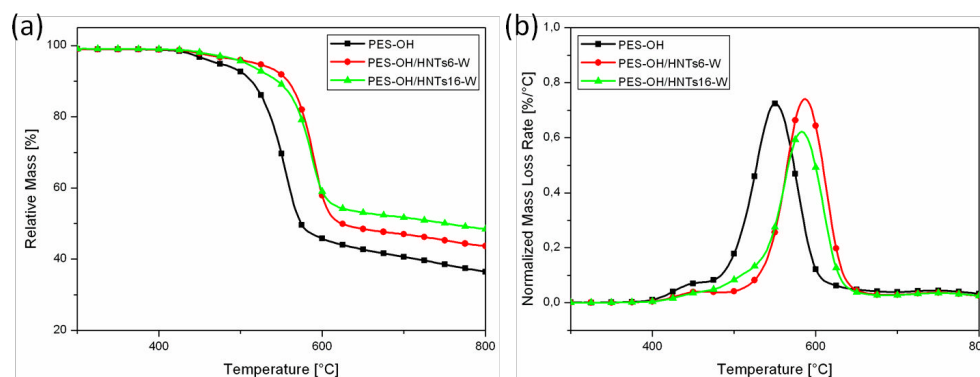 (a)
PES-OH
PES-OH/HNTs6-W
PES-OH/HNTs16-W
100
80
60
40
20
400
600
800
Relative Mass [%]
Temperature [°C]
(b)
PES-OH
PES-OH/HNTs6-W
PES-OH/HNTs16-W
1,0
0,8
0,6
0,4
0,2
0,0
400
600
800
Normalized Mass Loss Rate [%/°C]
Temperature [°C]